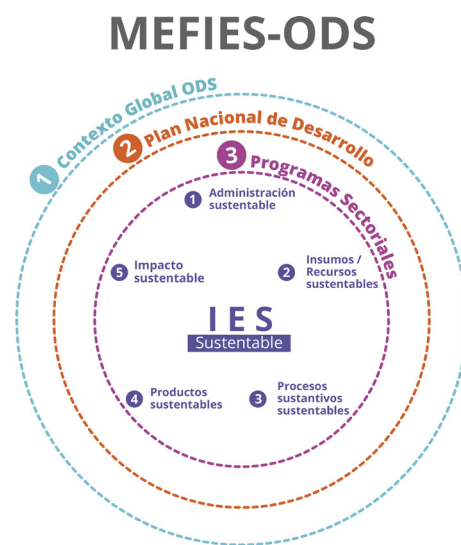 MEFIES-ODS
1 Contexto Global ODS
2 Plan Nacional de Desarrollo
3 Programas Sectoriales
1 Administración
sustentable
2 Insumos /
Recursos
sustentables
3 Procesos
sustantivos
sustentables
4 Productos
sustentables
5 Impacto
sustentable
IES
Sustentable